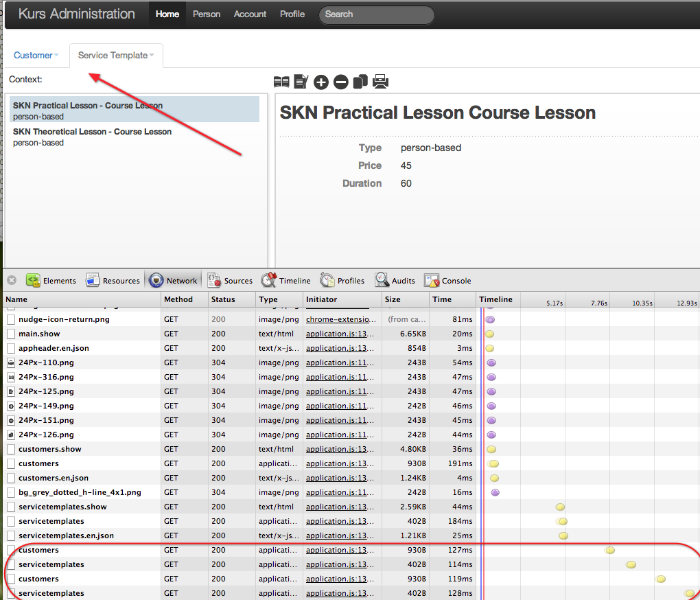 Kurs Administration Home Person Account Profile Search
Customer Service Template
Context:
SKN Practical Lesson - Course Lesson
person-based
SKN Theoretical Lesson - Course Lesson
person-based
SKN Practical Lesson Course Lesson
Type person-based
Price 45
Duration 60
Elements Resources Network Sources Timeline Profiles Audits Console
Name Method Status Type Initiator Size Time Timeline 5.17s 7.76s 10.35s 12.93s
nudge-icon-return.png GET 200 image/png chrome-extensio... (from ca... 81ms
main.show GET 200 text/html application.js:13... 6.65KB 20ms
appheader.en.json GET 200 text/x-js... application.js:13... 854B 3ms
24Px-110.png GET 304 image/png application.js:11... 243B 54ms
24Px-316.png GET 304 image/png application.js:11... 243B 47ms
24Px-125.png GET 304 image/png application.js:11... 243B 47ms
24Px-149.png GET 304 image/png application.js:11... 242B 46ms
24Px-151.png GET 304 image/png application.js:11... 243B 45ms
24Px-126.png GET 304 image/png application.js:11... 242B 44ms
customers.show GET 200 text/html application.js:13... 4.80KB 36ms
customers GET 200 applicati... application.js:13... 930B 191ms
customers.en.json GET 200 text/x-js... application.js:13... 1.24KB 4ms
bg_grey_dotted_h-line_4x1.png GET 304 image/png application.js:11... 242B 16ms
servicetemplates.show GET 200 text/html application.js:13... 2.59KB 44ms
servicetemplates GET 200 applicati... application.js:13... 402B 184ms
servicetemplates.en.json GET 200 text/x-js... application.js:13... 1.21KB 25ms
customers GET 200 applicati... application.js:13... 930B 127ms
servicetemplates GET 200 applicati... application.js:13... 402B 114ms
customers GET 200 applicati... application.js:13... 930B 119ms
servicetemplates GET 200 applicati... application.js:13... 402B 128ms